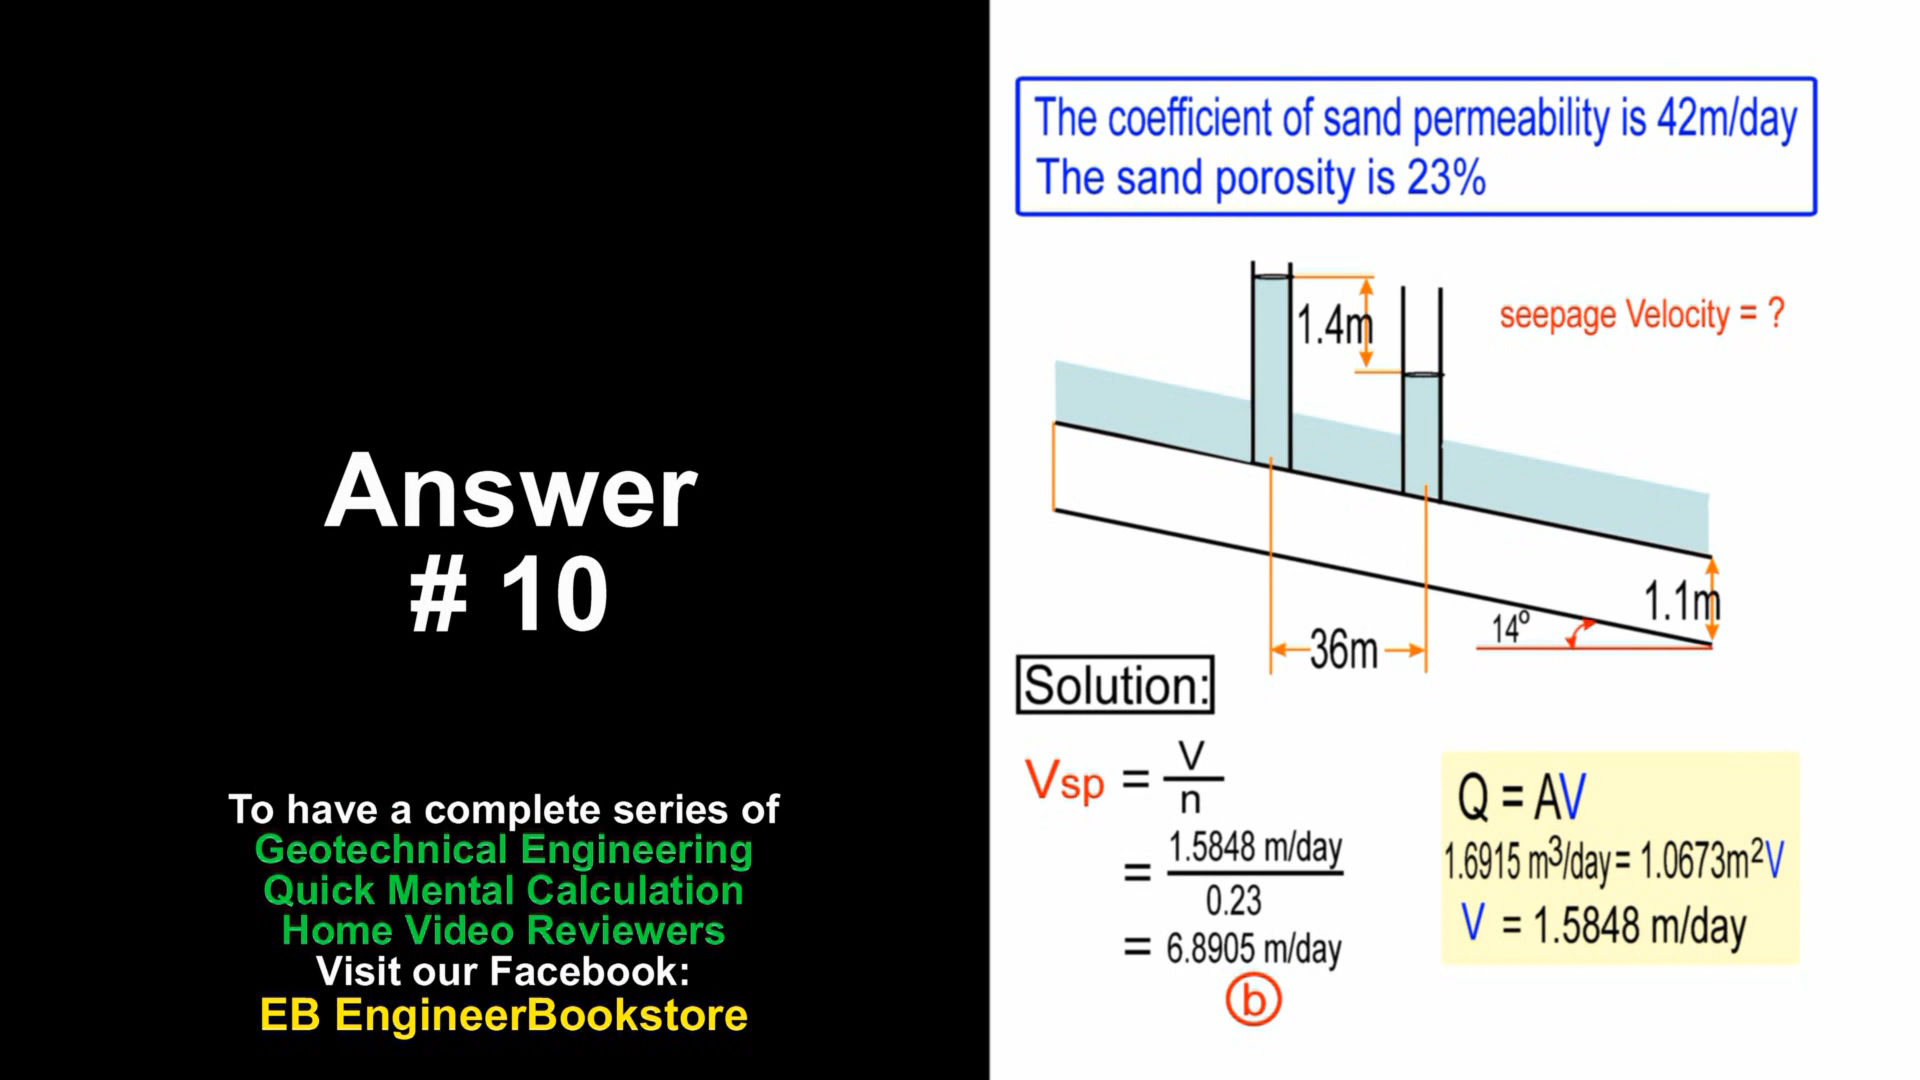 Answer
# 10
To have a complete series of
Geotechnical Engineering
Quick Mental Calculation
Home Video Reviewers
Visit our Facebook:
EB EngineerBookstore
The coefficient of sand permeability is 42m/day
The sand porosity is 23%
1.4m
seepage Velocity = ?
1.1m
14°
36m
Solution:
Vsp = V/n
= 1.5848 m/day / 0.23
= 6.8905 m/day
b
Q = AV
1.6915 m³/day = 1.0673m² V
V = 1.5848 m/day